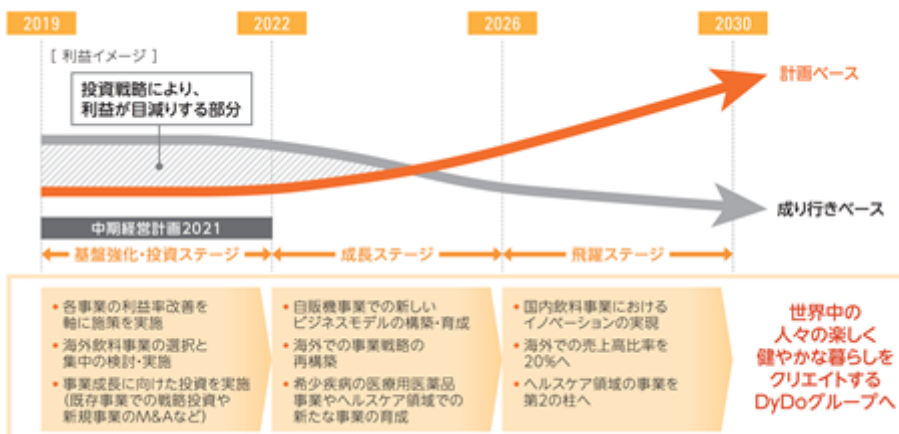 2019
2022
2026
2030
[ 利益イメージ ]
投資戦略により、
利益が目減りする部分
計画ベース
成り行きベース
中期経営計画2021
基盤強化・投資ステージ
成長ステージ
飛躍ステージ
• 各事業の利益率改善を
軸に施策を実施
• 海外飲料事業の選択と
集中の検討・実施
• 事業成長に向けた投資を実施
(既存事業での戦略投資や
新規事業のM&Aなど)
• 自販機事業での新しい
ビジネスモデルの構築・育成
• 海外での事業戦略の
再構築
• 希少疾病の医療用医薬品
事業やヘルスケア領域での
新たな事業の育成
• 国内飲料事業における
イノベーションの実現
• 海外での売上高比率を
20%へ
• ヘルスケア領域の事業を
第2の柱へ
世界中の
人々の楽しく
健やかな暮らしを
クリエイトする
DyDoグループへ